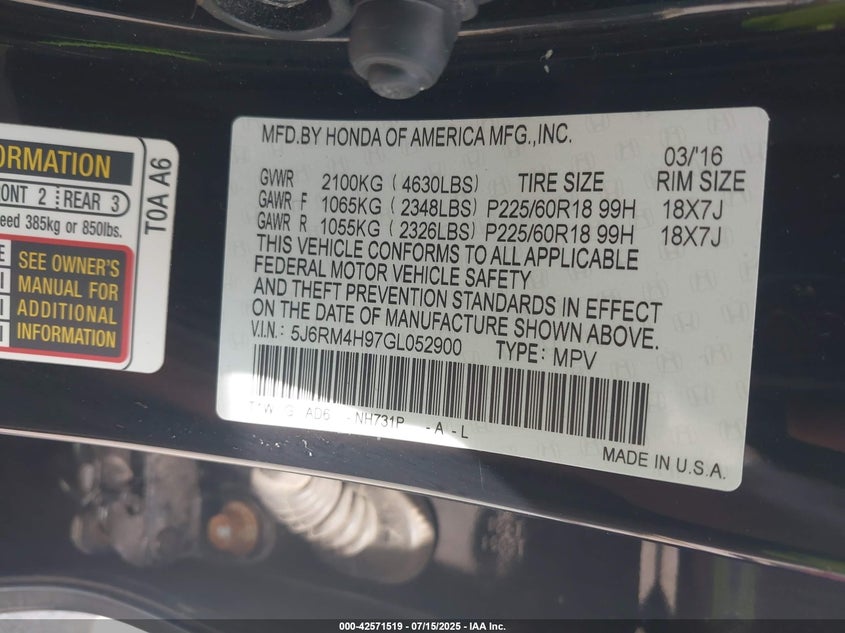 ORMATION
ONT 2 REAR 3
eed 385kg or 850lbs.
SEE OWNER'S
MANUAL FOR
ADDITIONAL
INFORMATION
T0A A6
MFD.BY HONDA OF AMERICA MFG.,INC.
03/'16
GVWR 2100KG (4630LBS) TIRE SIZE RIM SIZE
GAWR F 1065KG (2348LBS) P225/60R18 99H 18X7J
GAWR R 1055KG (2326LBS) P225/60R18 99H 18X7J
THIS VEHICLE CONFORMS TO ALL APPLICABLE
FEDERAL MOTOR VEHICLE SAFETY
AND THEFT PREVENTION STANDARDS IN EFFECT
ON THE DATE OF MANUFACTURE SHOWN ABOVE.
V.I.N.: 5J6RM4H97GL052900 TYPE: MPV
T1W G AD6 -NH731P -A -L
MADE IN U.S.A.
000-42571519 - 07/15/2025 - IAA Inc.